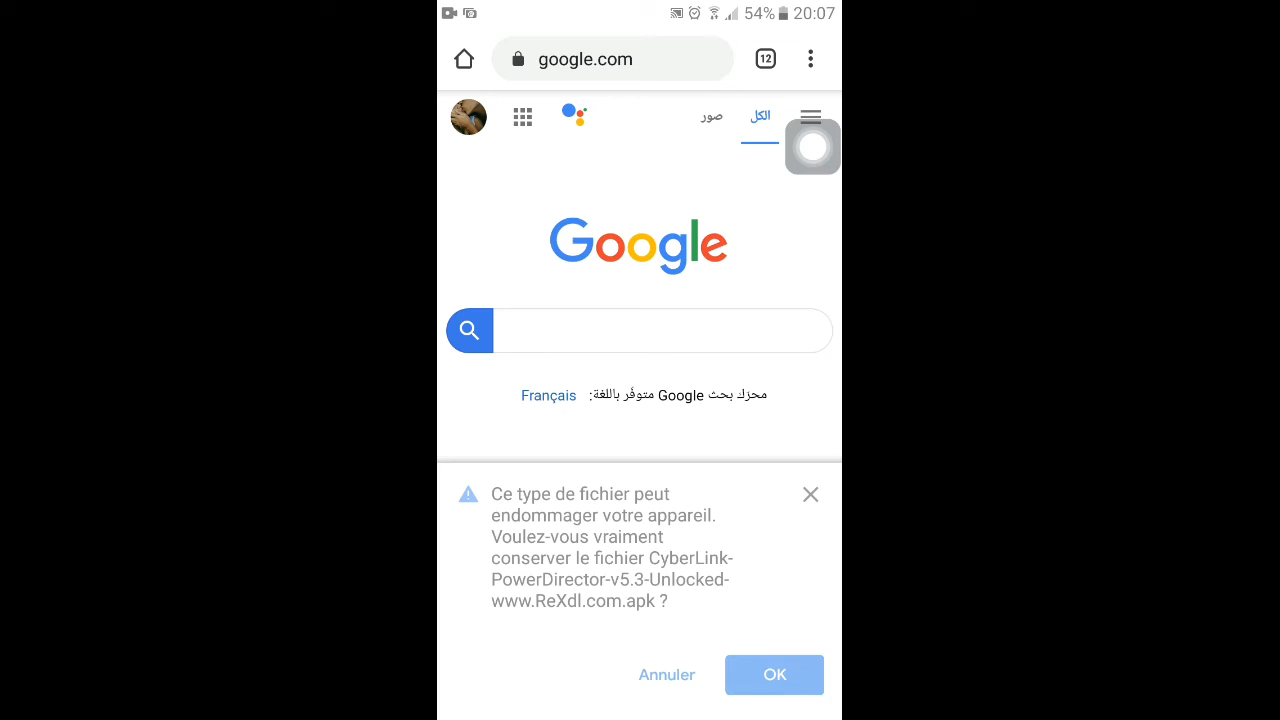 54% 20:07
google.com 12
صور الكل
Google
محرّك بحث Google متوفّر باللغة: Français
Ce type de fichier peut
endommager votre appareil.
Voulez-vous vraiment
conserver le fichier CyberLink-
PowerDirector-v5.3-Unlocked-
www.ReXdl.com.apk ?
Annuler OK